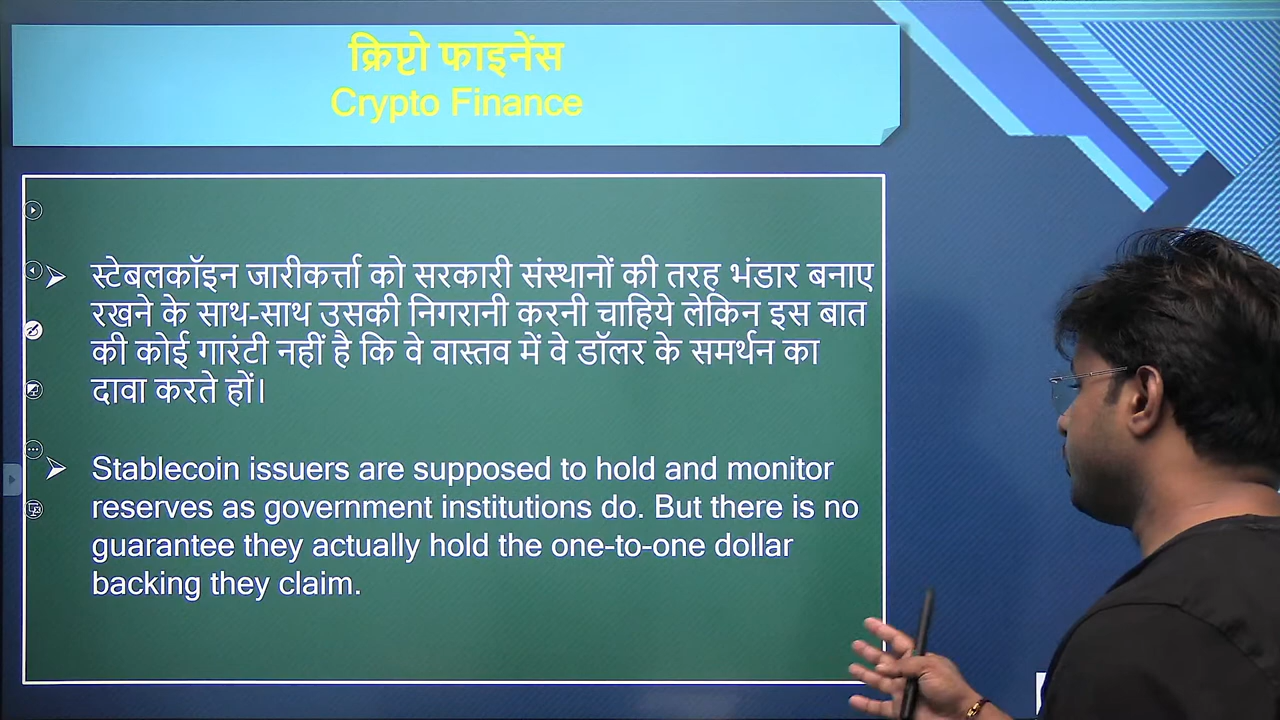 क्रिप्टो फाइनेंस
Crypto Finance
स्टेबलकॉइन जारीकर्त्ता को सरकारी संस्थानों की तरह भंडार बनाए
रखने के साथ-साथ उसकी निगरानी करनी चाहिये लेकिन इस बात
की कोई गारंटी नहीं है कि वे वास्तव में वे डॉलर के समर्थन का
दावा करते हों।
Stablecoin issuers are supposed to hold and monitor
reserves as government institutions do. But there is no
guarantee they actually hold the one-to-one dollar
backing they claim.